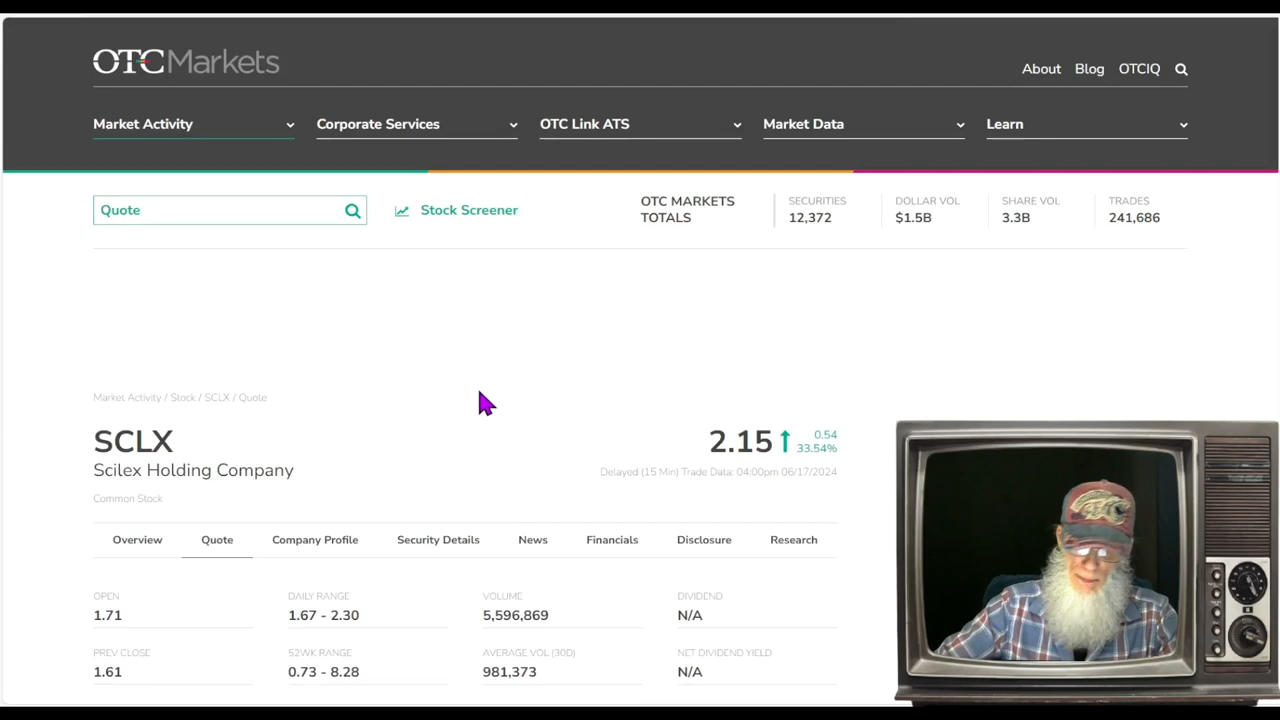 OTCMarkets
About Blog OTCIQ
Market Activity Corporate Services OTC Link ATS Market Data Learn
Quote Stock Screener
OTC MARKETS TOTALS
SECURITIES 12,372
DOLLAR VOL $1.5B
SHARE VOL 3.3B
TRADES 241,686
Market Activity / Stock / SCLX / Quote
SCLX 2.15 0.54 33.54%
Scilex Holding Company
Delayed (15 Min) Trade Data: 04:00pm 06/17/2024
Common Stock
Overview Quote Company Profile Security Details News Financials Disclosure Research
OPEN DAILY RANGE VOLUME DIVIDEND
1.71 1.67 - 2.30 5,596,869 N/A
PREV CLOSE 52WK RANGE AVERAGE VOL (30D) NET DIVIDEND YIELD
1.61 0.73 - 8.28 981,373 N/A